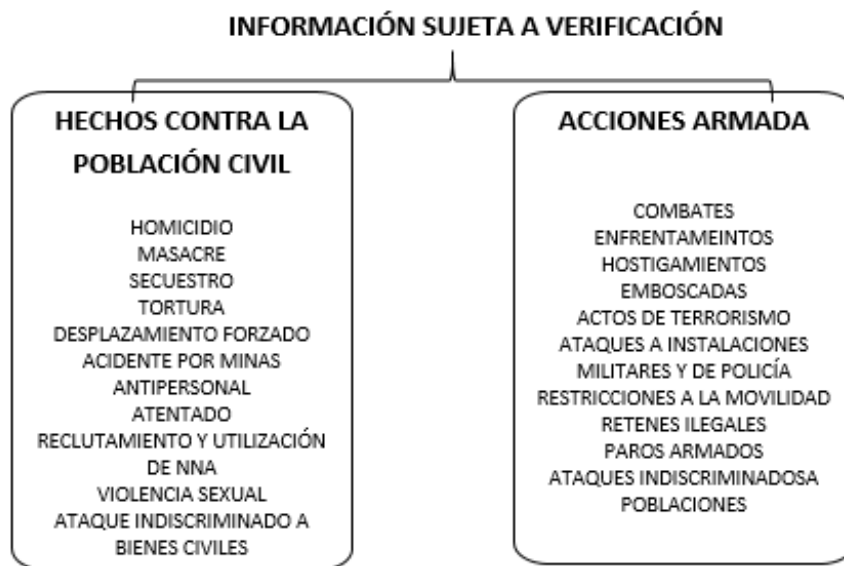 INFORMACIÓN SUJETA A VERIFICACIÓN
HECHOS CONTRA LA
POBLACIÓN CIVIL
HOMICIDIO
MASACRE
SECUESTRO
TORTURA
DESPLAZAMIENTO FORZADO
ACIDENTE POR MINAS
ANTIPERSONAL
ATENTADO
RECLUTAMIENTO Y UTILIZACIÓN
DE NNA
VIOLENCIA SEXUAL
ATAQUE INDISCRIMINADO A
BIENES CIVILES
ACCIONES ARMADA
COMBATES
ENFRENTAMEINTOS
HOSTIGAMIENTOS
EMBOSCADAS
ACTOS DE TERRORISMO
ATAQUES A INSTALACIONES
MILITARES Y DE POLICÍA
RESTRICCIONES A LA MOVILIDAD
RETENES ILEGALES
PAROS ARMADOS
ATAQUES INDISCRIMINADOSA
POBLACIONES